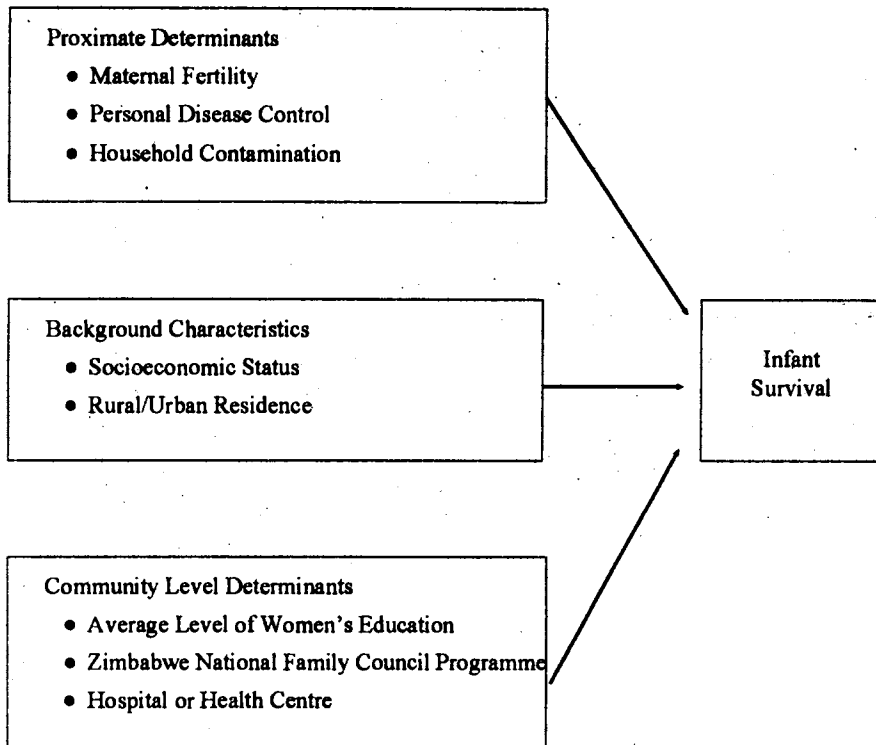 Proximate Determinants
● Maternal Fertility
● Personal Disease Control
● Household Contamination
Background Characteristics
● Socioeconomic Status
● Rural/Urban Residence
Infant
Survival
Community Level Determinants
● Average Level of Women's Education
● Zimbabwe National Family Council Programme
● Hospital or Health Centre